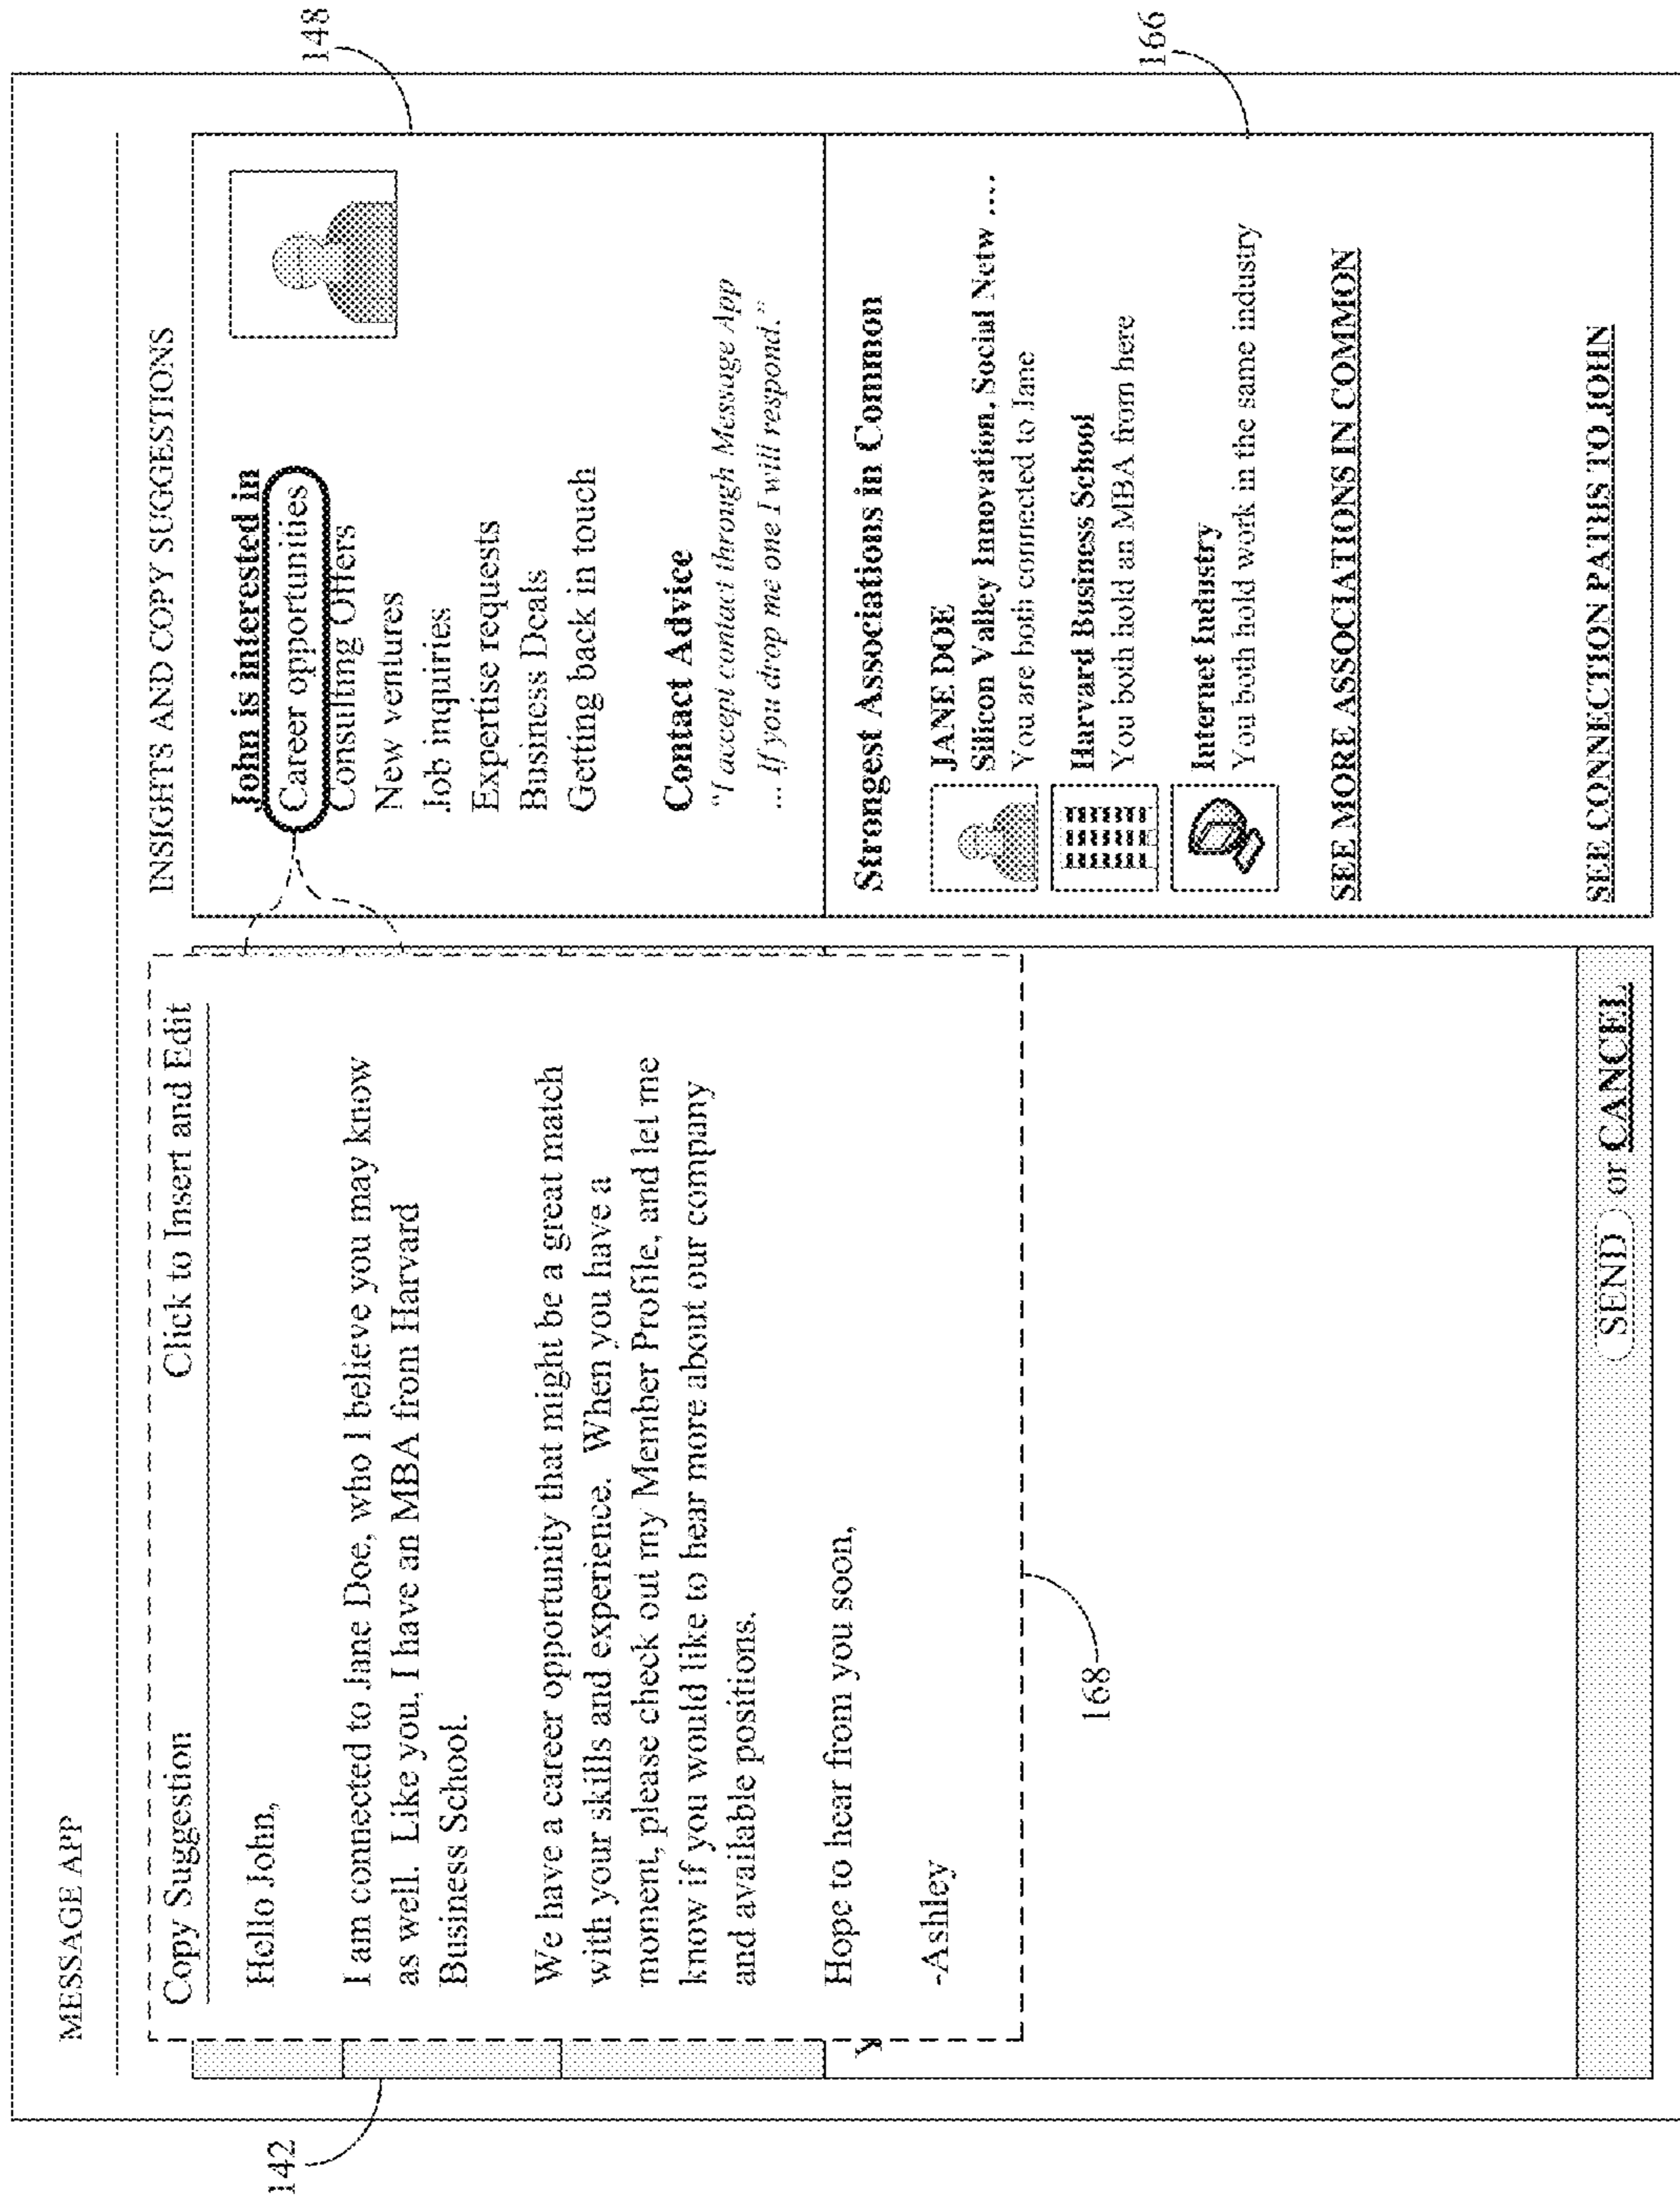 MESSAGE APP
142
Copy Suggestion Click to Insert and Edit
Hello John,
I am connected to Jane Doe, who I believe you may know
as well. Like you, I have an MBA from Harvard
Business School.
We have a career opportunity that might be a great match
with your skills and experience. When you have a
moment, please check out my Member Profile, and let me
know if you would like to hear more about our company
and available positions.
Hope to hear from you soon,
-Ashley
Y
168
SEND or CANCEL
INSIGHTS AND COPY SUGGESTIONS
148
John is interested in
Career opportunities
Consulting Offers
New ventures
Job inquiries
Expertise requests
Business Deals
Getting back in touch
Contact Advice
"I accept contact through Message App
... If you drop me one I will respond."
166
Strongest Associations in Common
JANE DOE
Silicon Valley Innovation, Social Netw ....
You are both connected to Jane
Harvard Business School
You both hold an MBA from here
Internet Industry
You both hold work in the same industry
SEE MORE ASSOCIATIONS IN COMMON
SEE CONNECTION PATHS TO JOHN